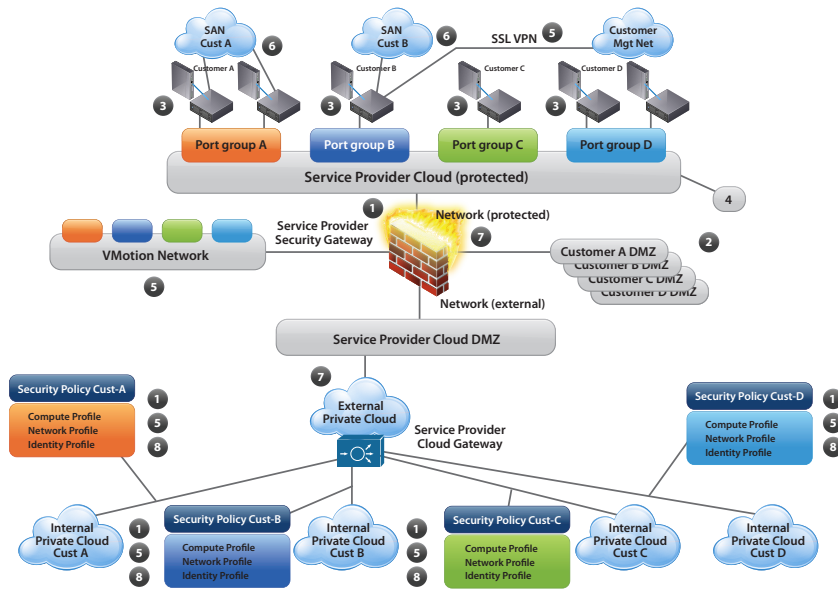 SAN
Cust A
6
SAN
Cust B
6
SSL VPN
5
Customer
Mgt Net
Customer A
Customer B
Customer C
Customer D
3
3
3
3
Port group A
Port group B
Port group C
Port group D
Service Provider Cloud (protected)
4
1
Network (protected)
Service Provider
Security Gateway
7
2
VMotion Network
5
Customer A DMZ
Customer B DMZ
Customer C DMZ
Customer D DMZ
Network (external)
Service Provider Cloud DMZ
7
External
Private Cloud
Service Provider
Cloud Gateway
Security Policy Cust-A
Compute Profile
Network Profile
Identity Profile
1
5
8
Security Policy Cust-D
Compute Profile
Network Profile
Identity Profile
1
5
8
Internal
Private Cloud
Cust A
1
5
8
Security Policy Cust-B
Compute Profile
Network Profile
Identity Profile
Internal
Private Cloud
Cust B
1
5
8
Security Policy Cust-C
Compute Profile
Network Profile
Identity Profile
Internal
Private Cloud
Cust C
Internal
Private Cloud
Cust D